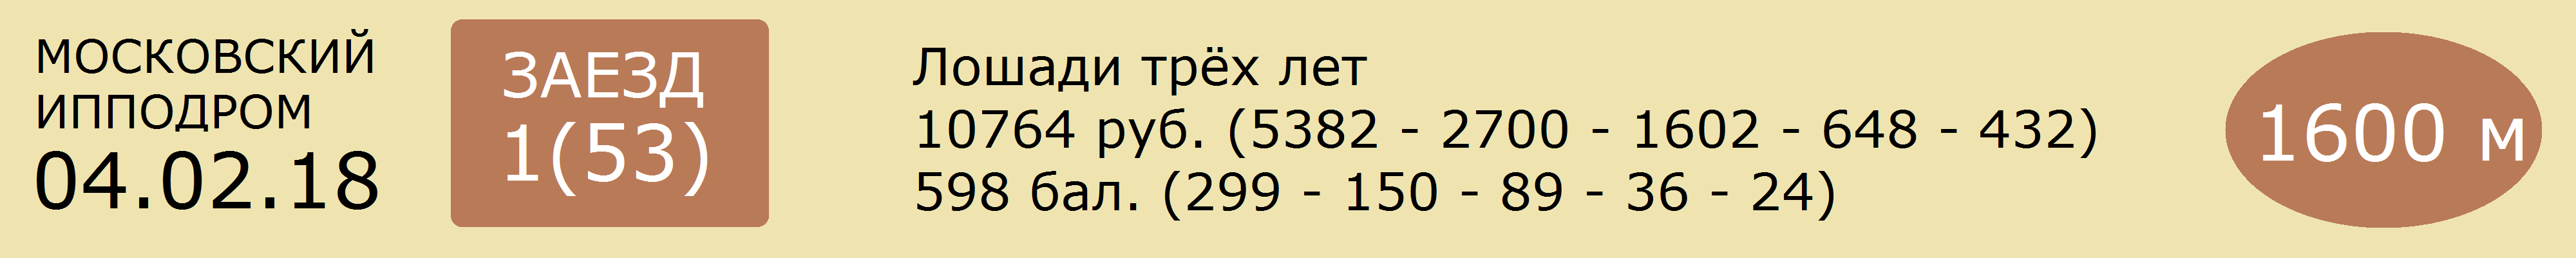 МОСКОВСКИЙ
ИППОДРОМ
04.02.18
ЗАЕЗД
1(53)
Лошади трёх лет
10764 руб. (5382 - 2700 - 1602 - 648 - 432)
598 бал. (299 - 150 - 89 - 36 - 24)
1600 м